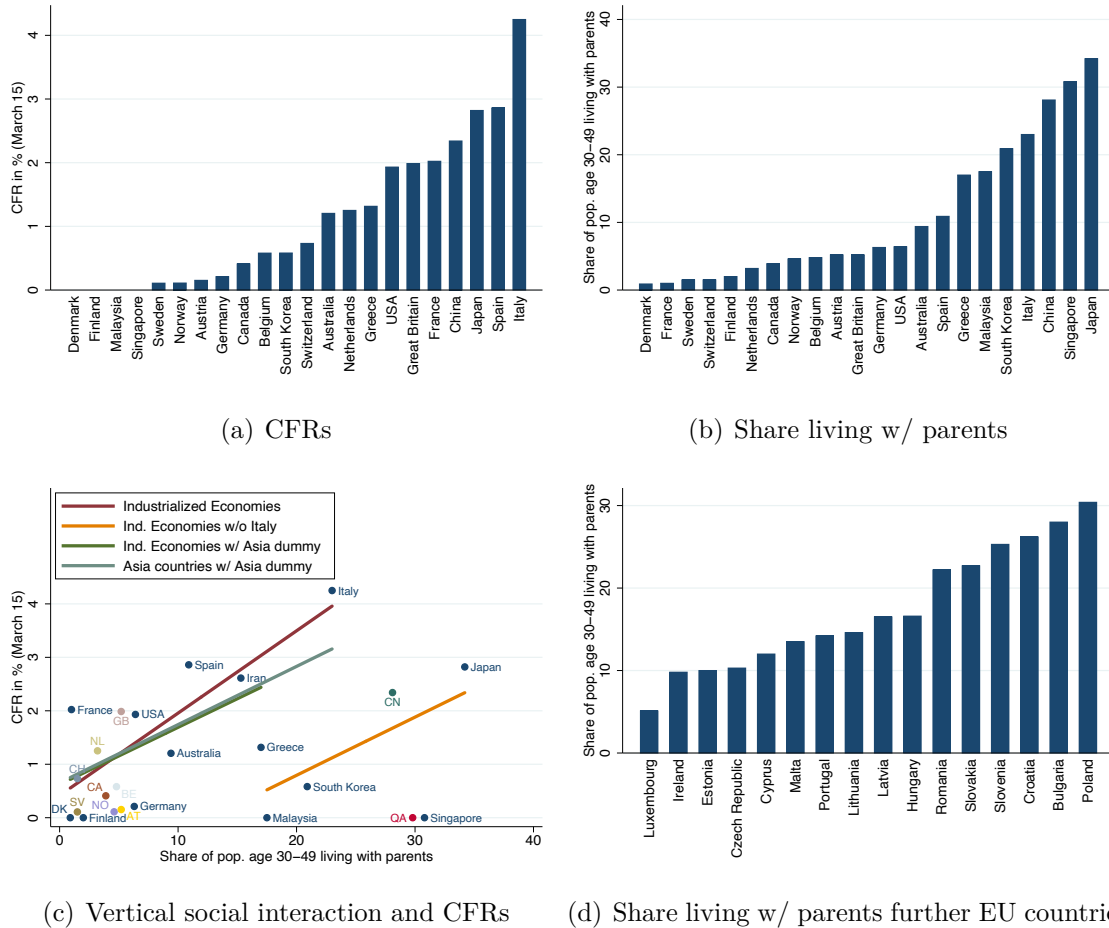 CFR in % (March 15)
4
3
2
1
0
Denmark
Finland
Malaysia
Singapore
Sweden
Norway
Austria
Germany
Canada
Belgium
South Korea
Switzerland
Australia
Netherlands
Greece
USA
Great Britain
France
China
Japan
Spain
Italy
(a) CFRs
Share of pop. age 30−49 living with parents
40
30
20
10
0
Denmark
France
Sweden
Switzerland
Finland
Netherlands
Canada
Norway
Belgium
Austria
Great Britain
Germany
USA
Australia
Spain
Greece
Malaysia
South Korea
Italy
China
Singapore
Japan
(b) Share living w/ parents
Industrialized Economies
Ind. Economies w/o Italy
Ind. Economies w/ Asia dummy
Asia countries w/ Asia dummy
CFR in % (March 15)
4
3
2
1
0
Italy
Spain
Iran
Japan
CN
France
GB
USA
NL
Australia
Greece
CH
CA
BE
South Korea
DK
SV
NO
Germany
AT
Finland
Malaysia
QA
Singapore
0
10
20
30
40
Share of pop. age 30−49 living with parents
(c) Vertical social interaction and CFRs
Share of pop. age 30−49 living with parents
30
20
10
0
Luxembourg
Ireland
Estonia
Czech Republic
Cyprus
Malta
Portugal
Lithuania
Latvia
Hungary
Romania
Slovakia
Slovenia
Croatia
Bulgaria
Poland
(d) Share living w/ parents further EU countri